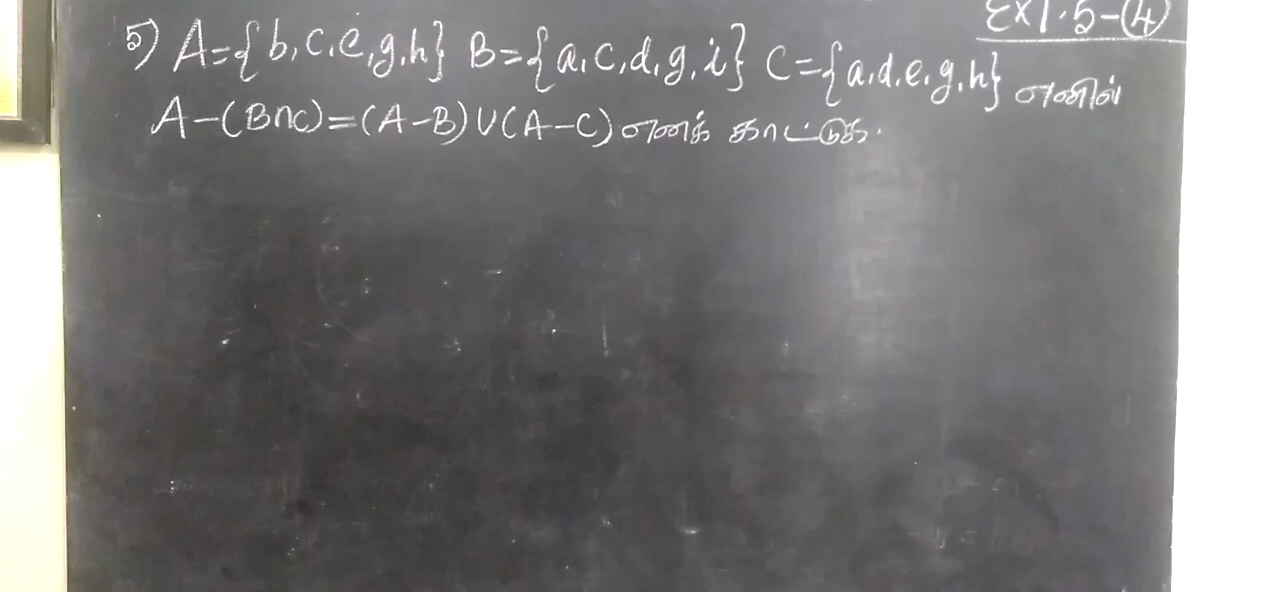 Ex 1.5-(4)
5) A={b,c,e,g,h} B={a,c,d,g,i} C={a,d,e,g,h} எனில்
A-(B∩C)=(A-B)∪(A-C) எனக் காட்டுக.